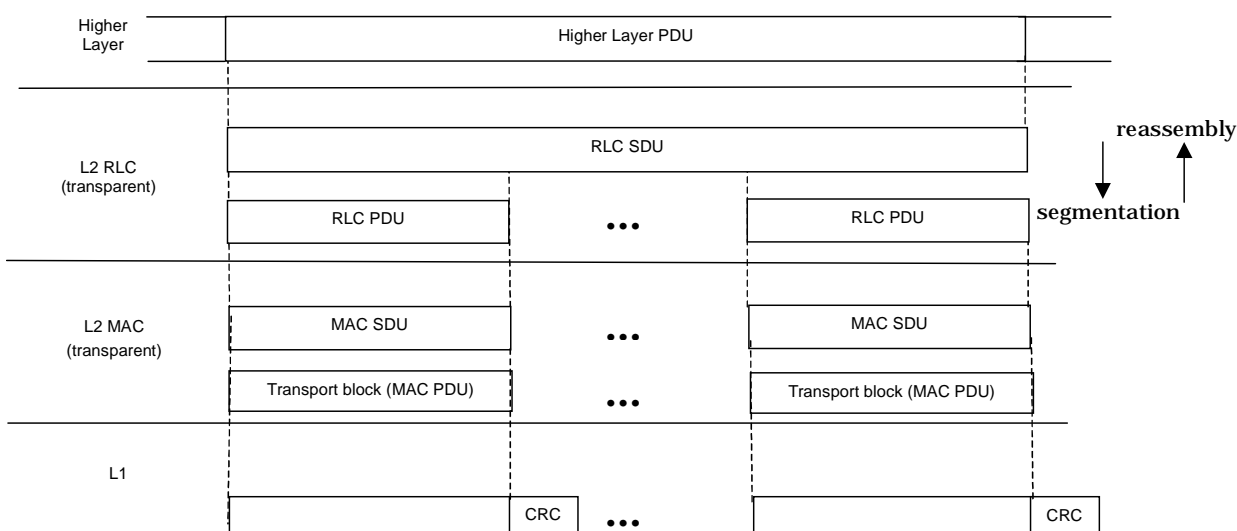 Higher
Layer
Higher Layer PDU
reassembly
RLC SDU
L2 RLC
(transparent)
segmentation
RLC PDU
•••
RLC PDU
L2 MAC
(transparent)
MAC SDU
•••
MAC SDU
Transport block (MAC PDU)
•••
Transport block (MAC PDU)
L1
CRC
•••
CRC